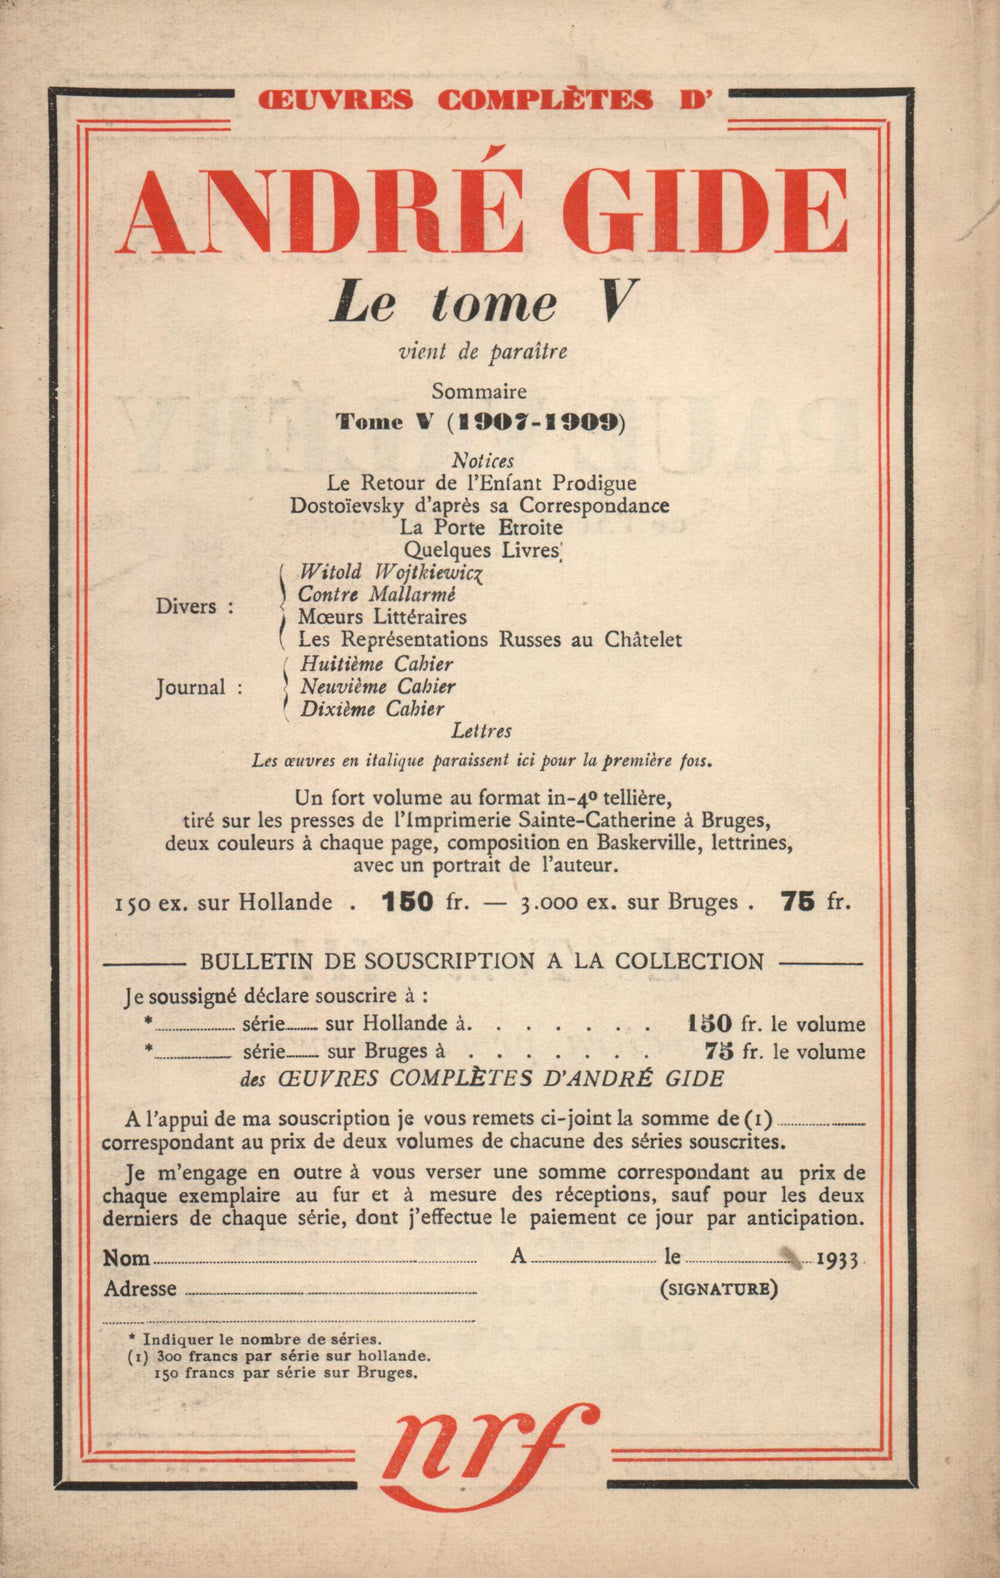 ŒUVRES COMPLÈTES D'
ANDRÉ GIDE
Le tome V
vient de paraître
Sommaire
Tome V (1907-1909)
Notices
Le Retour de l'Enfant Prodigue
Dostoïevsky d'après sa Correspondance
La Porte Etroite
Quelques Livres
Divers :
Witold Wojtkiewicz
Contre Mallarmé
Mœurs Littéraires
Les Représentations Russes au Châtelet
Journal :
Huitième Cahier
Neuvième Cahier
Dixième Cahier
Lettres
Les œuvres en italique paraissent ici pour la première fois.
Un fort volume au format in-4º tellière,
tiré sur les presses de l'Imprimerie Sainte-Catherine à Bruges,
deux couleurs à chaque page, composition en Baskerville, lettrines,
avec un portrait de l'auteur.
150 ex. sur Hollande . 150 fr. — 3.000 ex. sur Bruges . 75 fr.
BULLETIN DE SOUSCRIPTION A LA COLLECTION
Je soussigné déclare souscrire à :
*............ série...... sur Hollande à. . . . . . . 150 fr. le volume
*............ série...... sur Bruges à . . . . . . . 75 fr. le volume
des ŒUVRES COMPLÈTES D'ANDRÉ GIDE
A l'appui de ma souscription je vous remets ci-joint la somme de (1) ............
correspondant au prix de deux volumes de chacune des séries souscrites.
Je m'engage en outre à vous verser une somme correspondant au prix de
chaque exemplaire au fur et à mesure des réceptions, sauf pour les deux
derniers de chaque série, dont j'effectue le paiement ce jour par anticipation.
Nom............ A ............ le ............ 1933.
Adresse ............ (SIGNATURE)
* Indiquer le nombre de séries.
(1) 300 francs par série sur hollande.
150 francs par série sur Bruges.
nrf